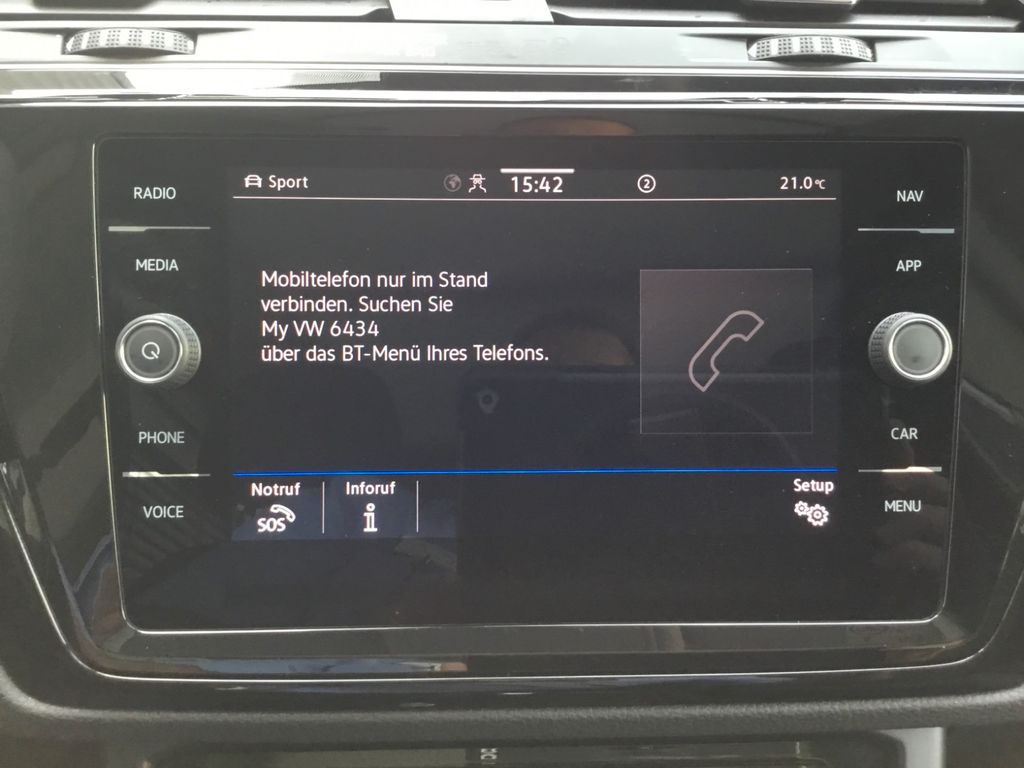 RADIO
MEDIA
PHONE
VOICE
Sport
15:42
2
21.0°C
Mobiltelefon nur im Stand
verbinden. Suchen Sie
My VW 6434
über das BT-Menü Ihres Telefons.
Notruf
SOS
Inforuf
i
Setup
NAV
APP
CAR
MENU